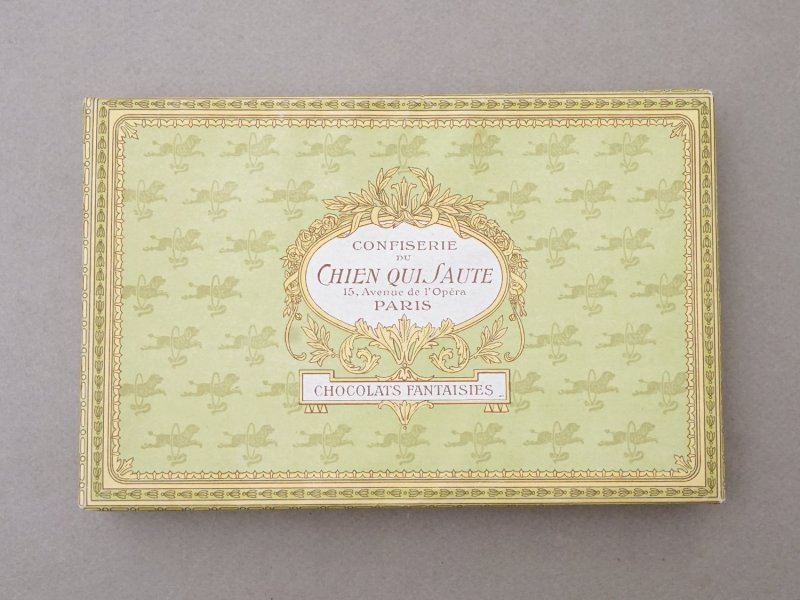 CONFISERIE
DU
CHIEN QUI SAUTE
15, Avenue de l'Opéra
PARIS
CHOCOLATS FANTAISIES